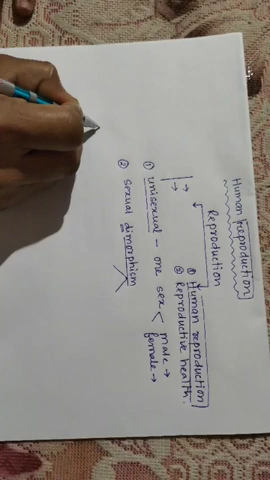 Human reproduction
Reproduction
① Human reproduction
② Reproductive health.
① unisexual - one sex < male →
female →
② sexual dimorphism